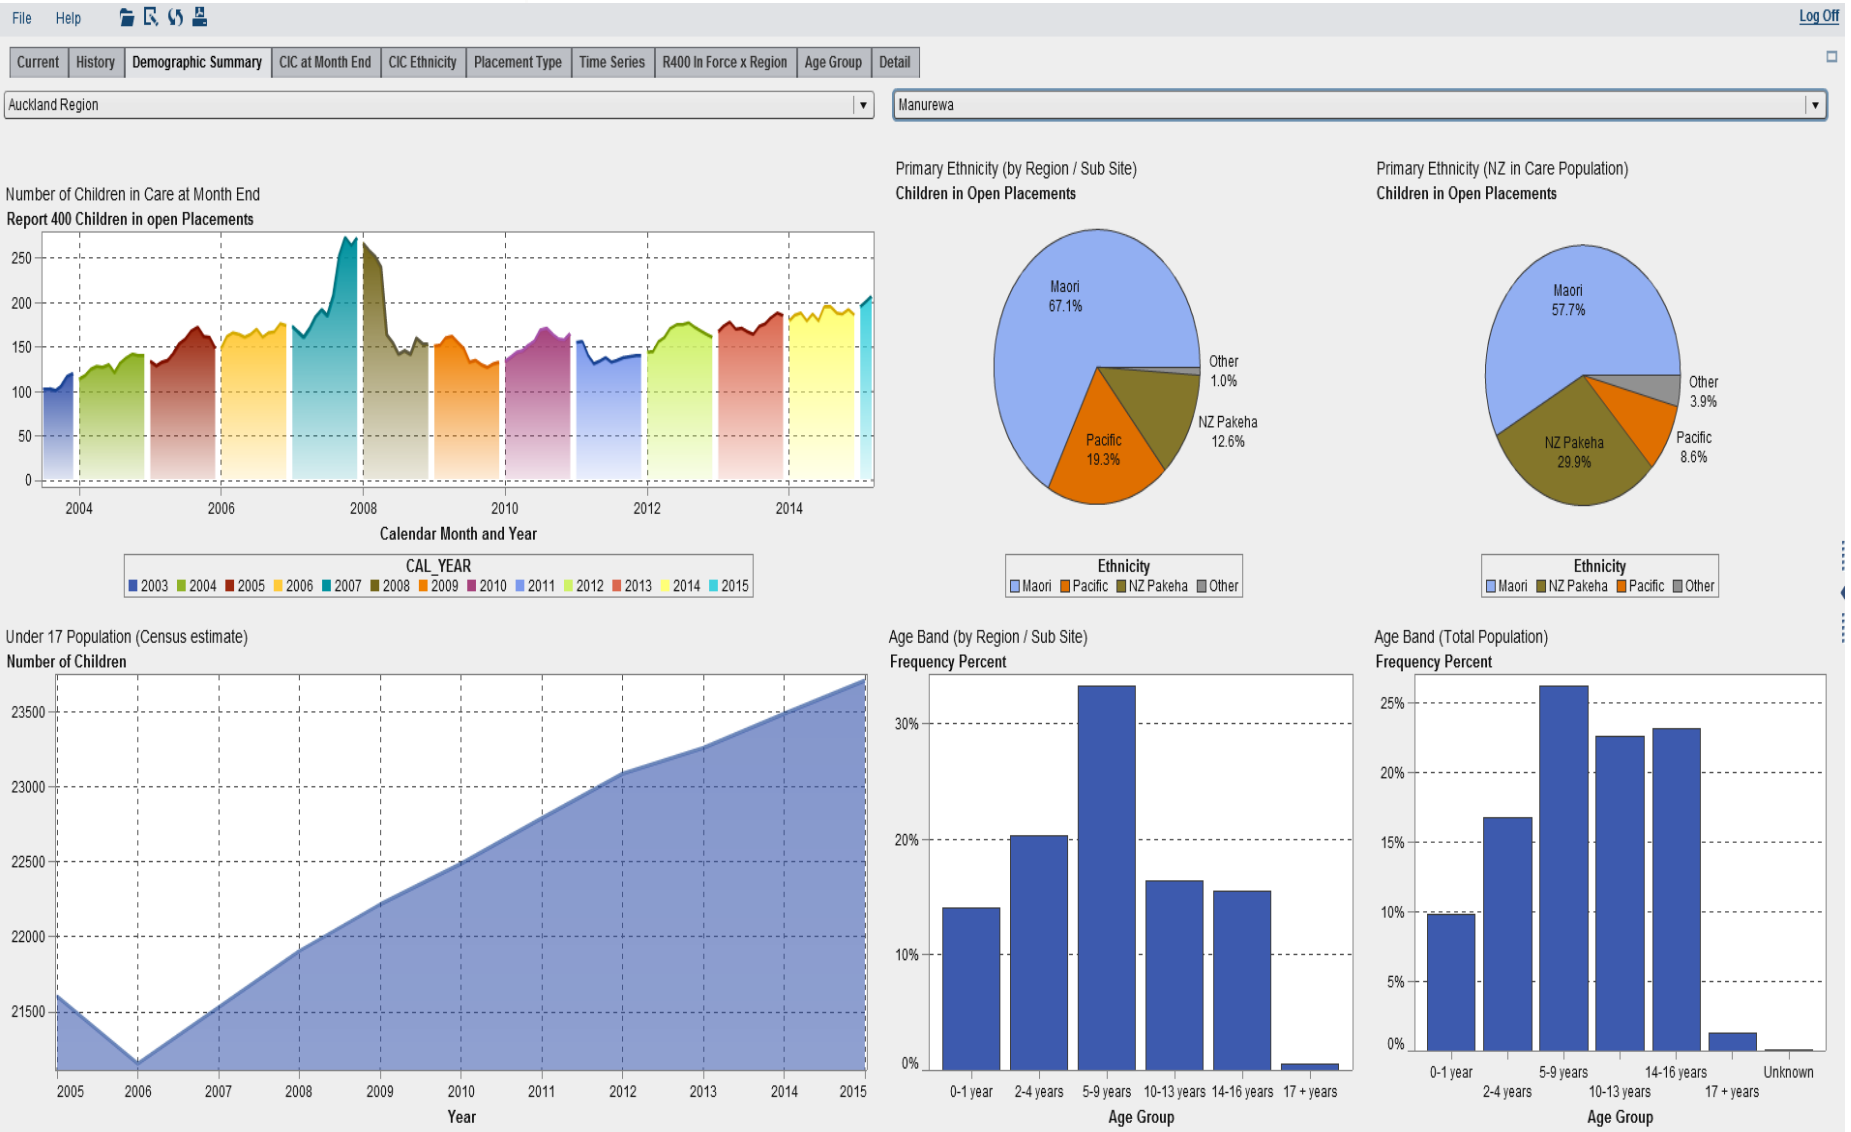 File Help Log Off
Current History Demographic Summary CIC at Month End CIC Ethnicity Placement Type Time Series R400 In Force x Region Age Group Detail
Auckland Region
Manurewa
Number of Children in Care at Month End
Report 400 Children in open Placements
250
200
150
100
50
0
2004 2006 2008 2010 2012 2014
Calendar Month and Year
CAL_YEAR
2003 2004 2005 2006 2007 2008 2009 2010 2011 2012 2013 2014 2015
Primary Ethnicity (by Region / Sub Site)
Children in Open Placements
Maori
67.1%
Other
1.0%
NZ Pakeha
12.6%
Pacific
19.3%
Ethnicity
Maori Pacific NZ Pakeha Other
Primary Ethnicity (NZ in Care Population)
Children in Open Placements
Maori
57.7%
Other
3.9%
Pacific
8.6%
NZ Pakeha
29.9%
Ethnicity
Maori NZ Pakeha Pacific Other
Under 17 Population (Census estimate)
Number of Children
23500
23000
22500
22000
21500
2005 2006 2007 2008 2009 2010 2011 2012 2013 2014 2015
Year
Age Band (by Region / Sub Site)
Frequency Percent
30%
20%
10%
0%
0-1 year 2-4 years 5-9 years 10-13 years 14-16 years 17 + years
Age Group
Age Band (Total Population)
Frequency Percent
25%
20%
15%
10%
5%
0%
0-1 year 5-9 years 14-16 years Unknown
2-4 years 10-13 years 17 + years
Age Group